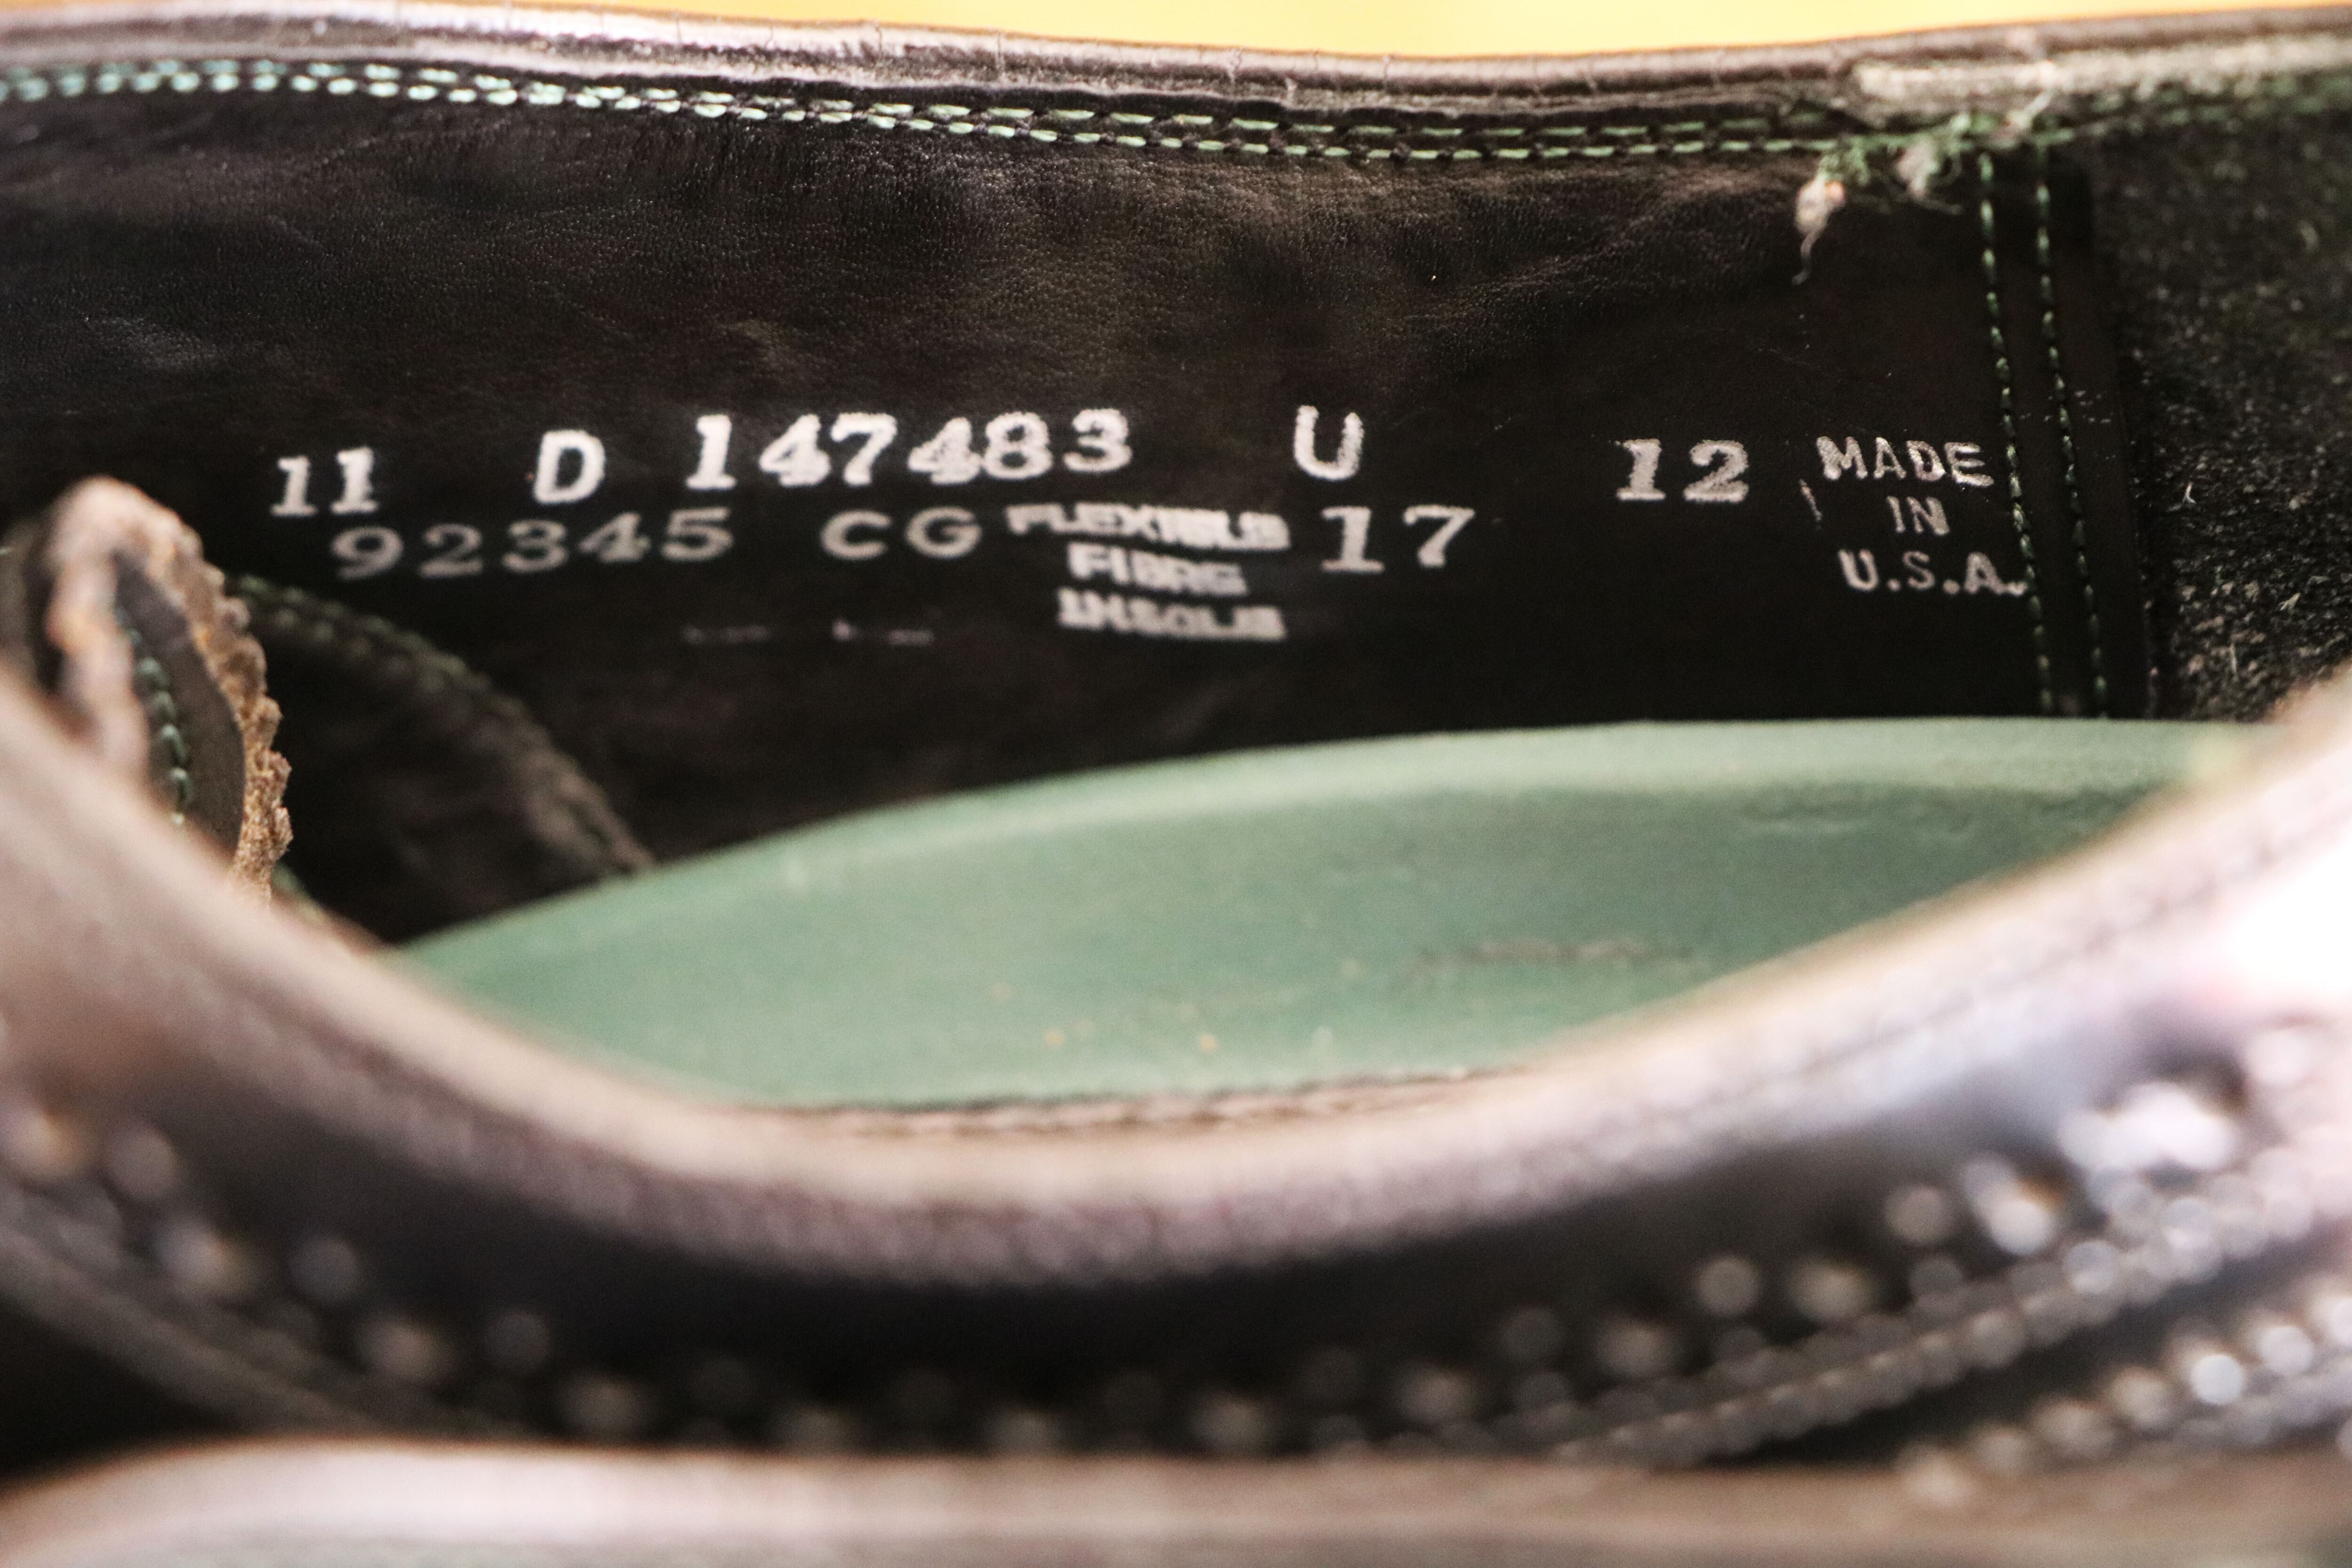 11 D 147483 U 12 MADE
IN
U.S.A.
92345 CG FLEXIBLE 17
FIBRE
INSOLE